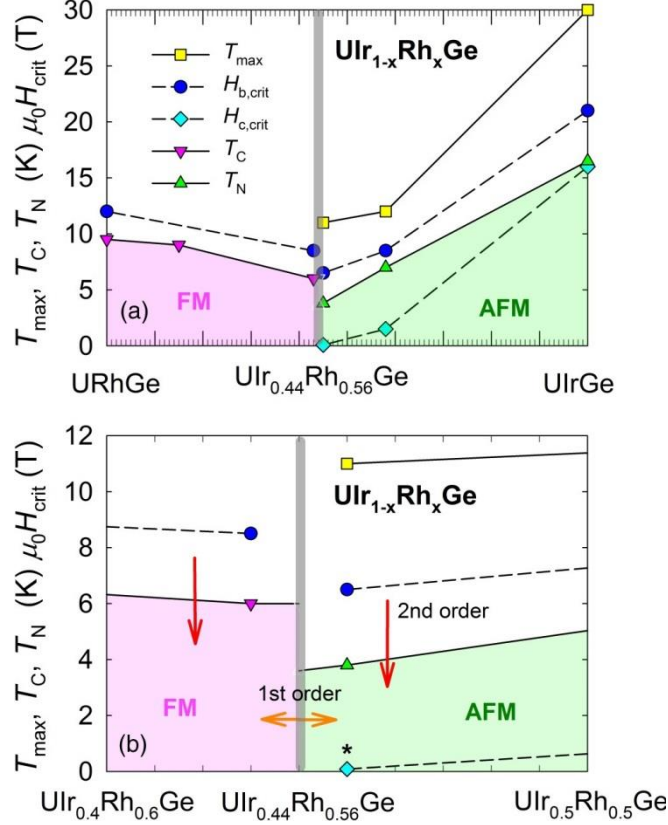 30
25
20
15
10
5
0
T_max, T_C, T_N (K) μ₀H_crit (T)
UIr₁₋ₓRhₓGe
T_max
H_b,crit
H_c,crit
T_C
T_N
(a)
FM
AFM
URhGe
UIr₀.₄₄Rh₀.₅₆Ge
UIrGe
12
10
8
6
4
2
0
T_max, T_C, T_N (K) μ₀H_crit (T)
UIr₁₋ₓRhₓGe
2nd order
1st order
FM
AFM
*
(b)
UIr₀.₄Rh₀.₆Ge
UIr₀.₄₄Rh₀.₅₆Ge
UIr₀.₅Rh₀.₅Ge